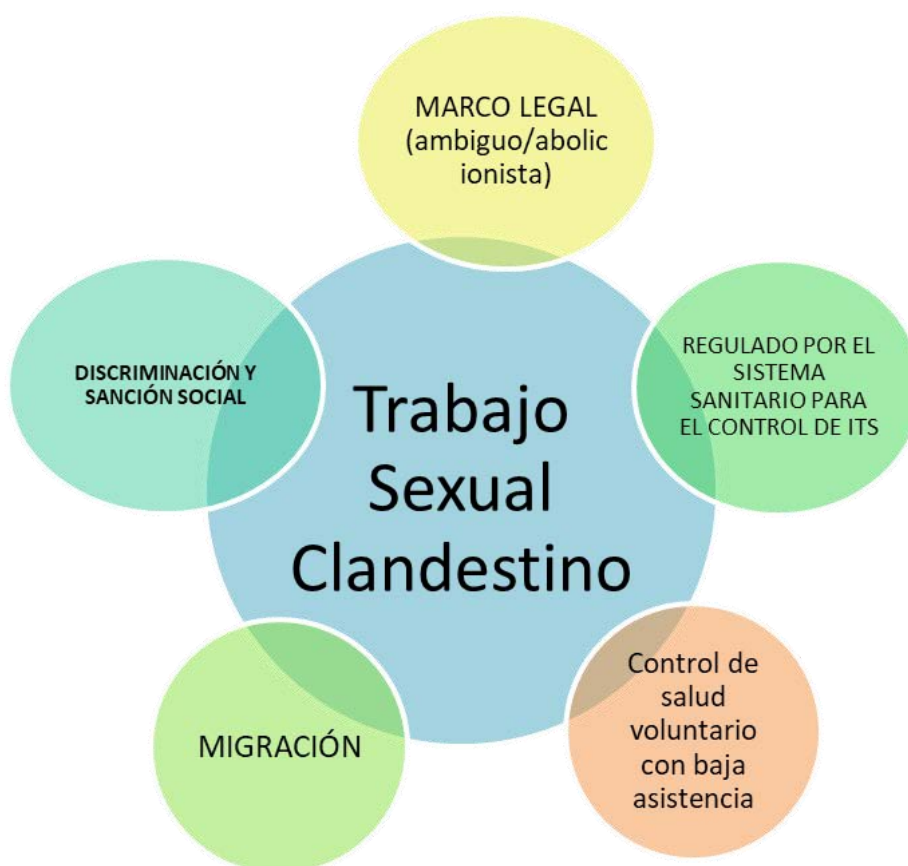 MARCO LEGAL
(ambiguo/abolic
ionista)
DISCRIMINACIÓN Y
SANCIÓN SOCIAL
REGULADO POR EL
SISTEMA
SANITARIO PARA
EL CONTROL DE ITS
Trabajo
Sexual
Clandestino
MIGRACIÓN
Control de
salud
voluntario
con baja
asistencia